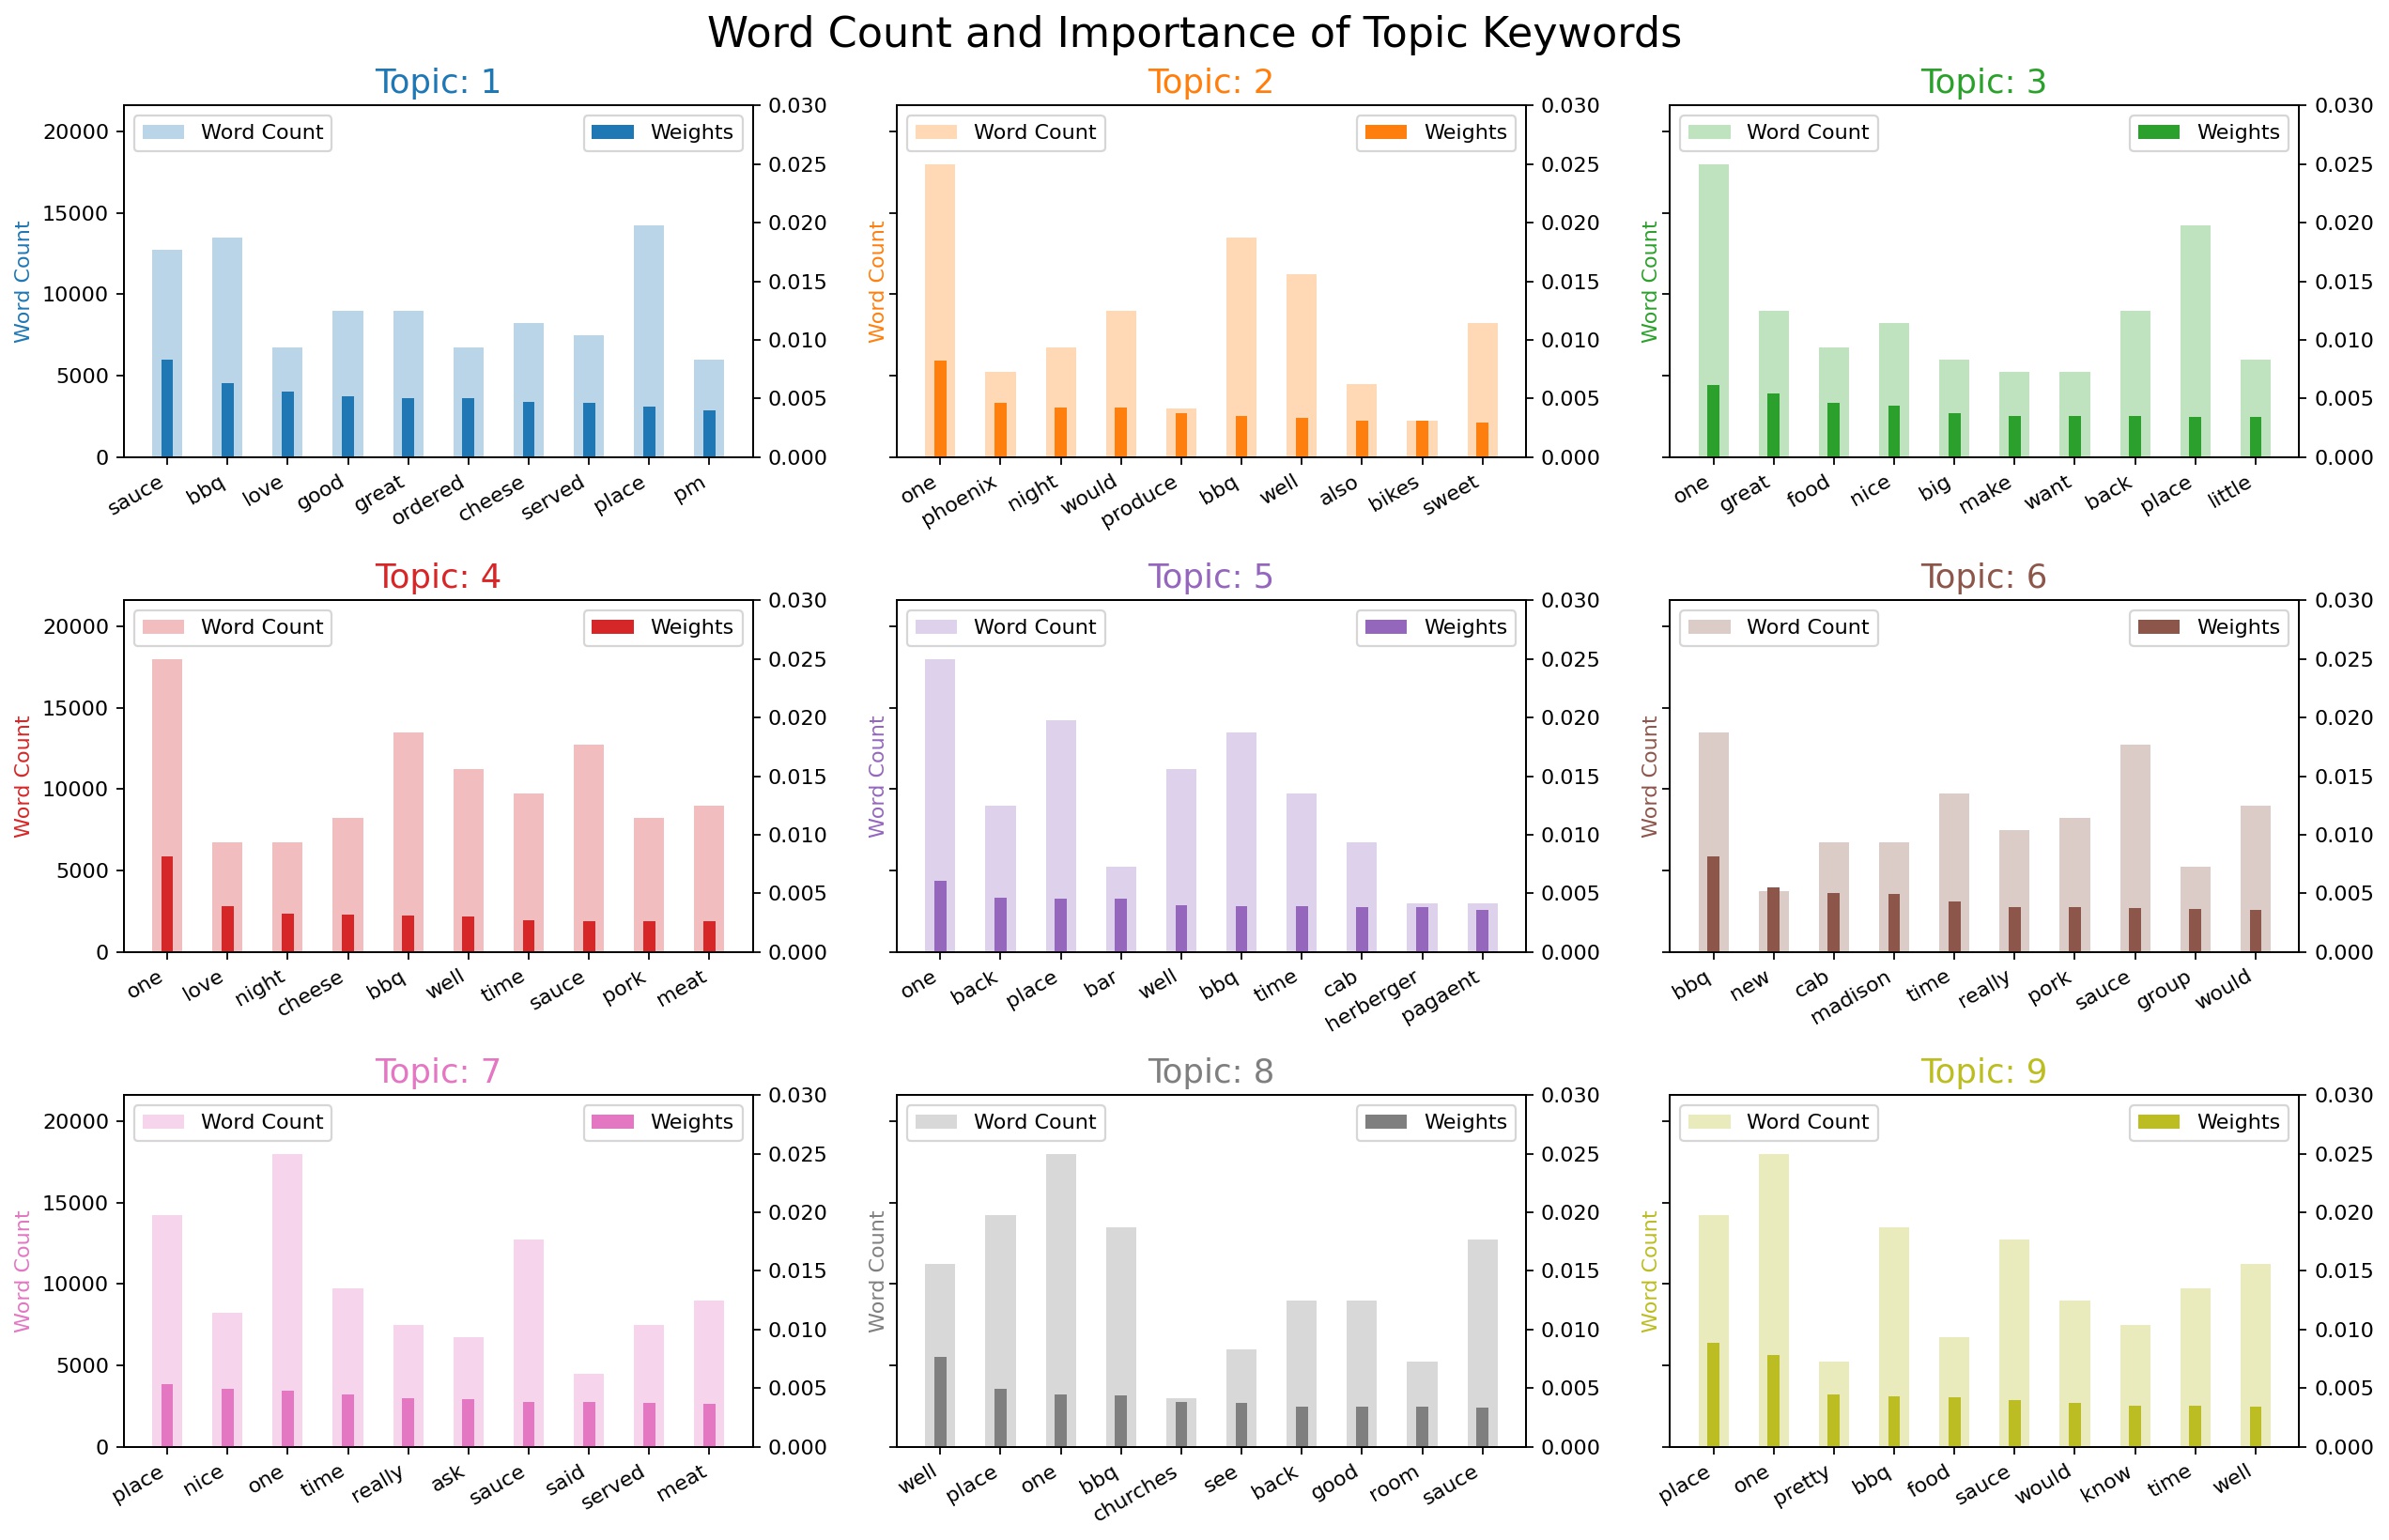 Word Count and Importance of Topic Keywords
Topic: 1
Word Count
Weights
Word Count
20000
15000
10000
5000
0
0.030
0.025
0.020
0.015
0.010
0.005
0.000
sauce bbq love good great ordered cheese served place pm
Topic: 2
Word Count
Weights
Word Count
0.030
0.025
0.020
0.015
0.010
0.005
0.000
one phoenix night would produce bbq well also bikes sweet
Topic: 3
Word Count
Weights
Word Count
0.030
0.025
0.020
0.015
0.010
0.005
0.000
one great food nice big make want back place little
Topic: 4
Word Count
Weights
Word Count
20000
15000
10000
5000
0
0.030
0.025
0.020
0.015
0.010
0.005
0.000
one love night cheese bbq well time sauce pork meat
Topic: 5
Word Count
Weights
Word Count
0.030
0.025
0.020
0.015
0.010
0.005
0.000
one back place bar well bbq time cab herberger pagaent
Topic: 6
Word Count
Weights
Word Count
0.030
0.025
0.020
0.015
0.010
0.005
0.000
bbq new cab madison time really pork sauce group would
Topic: 7
Word Count
Weights
Word Count
20000
15000
10000
5000
0
0.030
0.025
0.020
0.015
0.010
0.005
0.000
place nice one time really ask sauce said served meat
Topic: 8
Word Count
Weights
Word Count
0.030
0.025
0.020
0.015
0.010
0.005
0.000
well place one bbq churches see back good room sauce
Topic: 9
Word Count
Weights
Word Count
0.030
0.025
0.020
0.015
0.010
0.005
0.000
place one pretty bbq food sauce would know time well